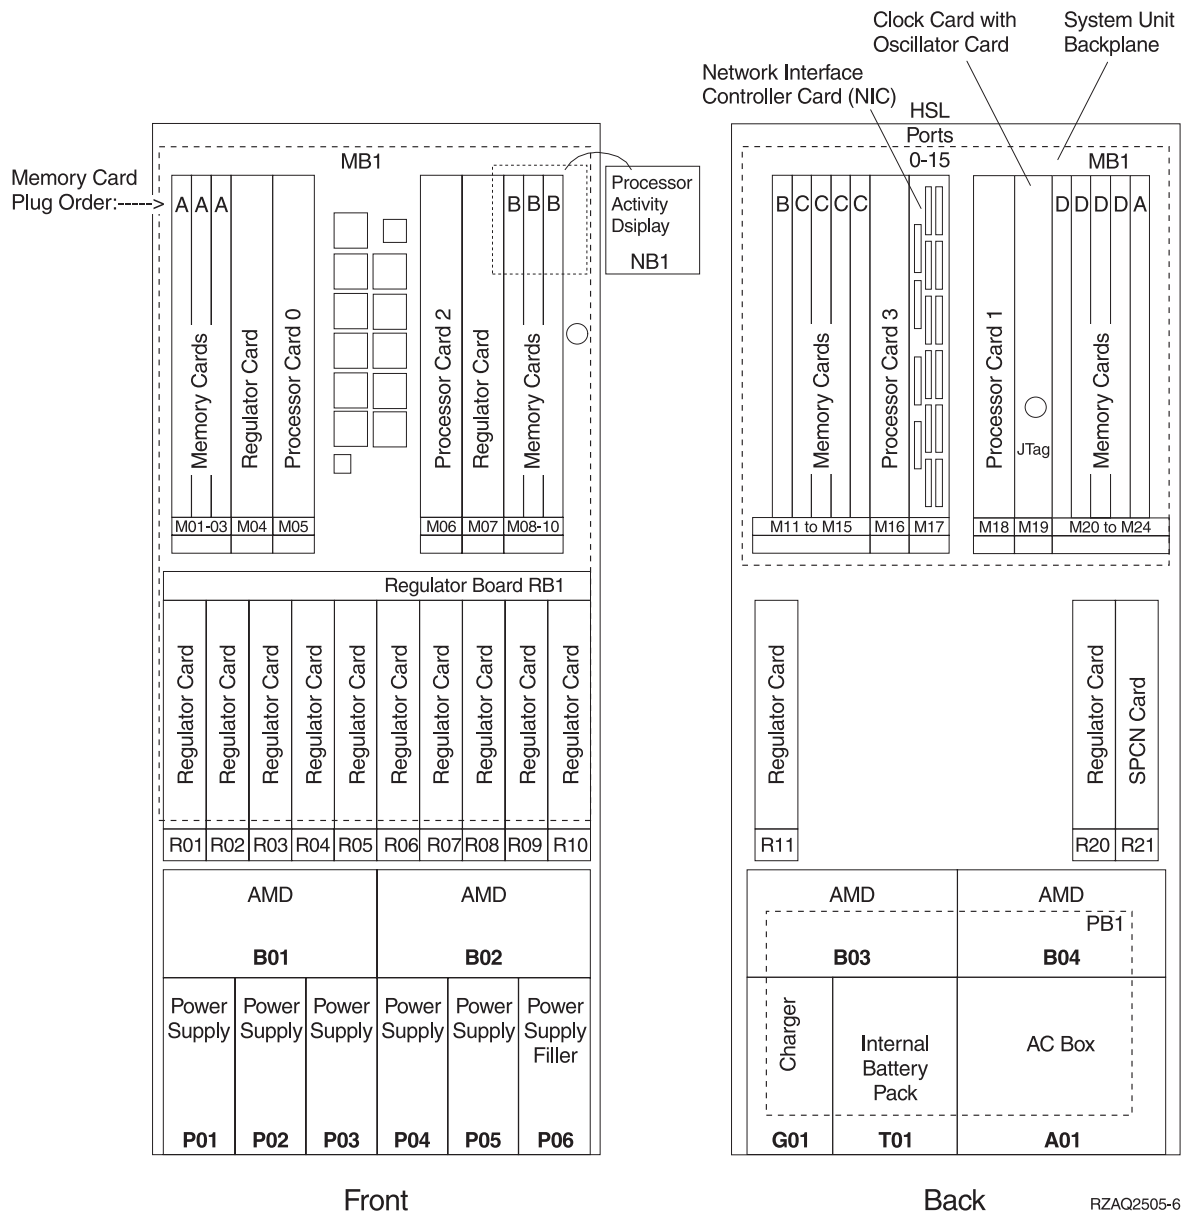 Clock Card with
Oscillator Card
System Unit
Backplane
Network Interface
Controller Card (NIC)
HSL
Ports
0-15
Memory Card
Plug Order:----->
MB1
A A A
B B B
Processor
Activity
Dsiplay
NB1
Memory Cards
Regulator Card
Processor Card 0
Processor Card 2
Regulator Card
Memory Cards
M01-03 M04 M05
M06 M07 M08-10
Regulator Board RB1
Regulator Card
Regulator Card
Regulator Card
Regulator Card
Regulator Card
Regulator Card
Regulator Card
Regulator Card
Regulator Card
Regulator Card
R01 R02 R03 R04 R05 R06 R07 R08 R09 R10
AMD
B01
AMD
B02
Power
Supply
P01
Power
Supply
P02
Power
Supply
P03
Power
Supply
P04
Power
Supply
P05
Power
Supply
Filler
P06
Front
MB1
B C C C C
D D D D A
Memory Cards
Processor Card 3
Processor Card 1
JTag
Memory Cards
M11 to M15 M16 M17
M18 M19 M20 to M24
Regulator Card
R11
Regulator Card
R20
SPCN Card
R21
AMD
B03
AMD
PB1
B04
Charger
G01
Internal
Battery
Pack
T01
AC Box
A01
Back
RZAQ2505-6